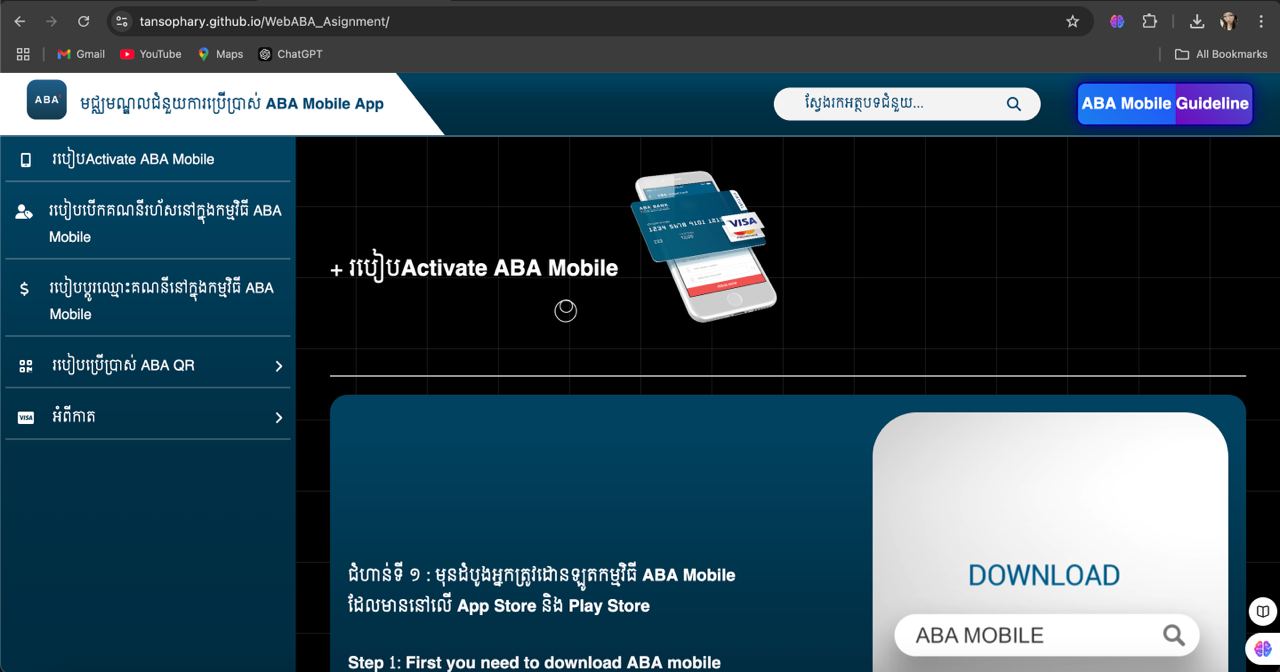 tansophary.github.io/WebABA_Asignment/
Gmail
YouTube
Maps
ChatGPT
All Bookmarks
ABA
មជ្ឈមណ្ឌលជំនួយការប្រើប្រាស់ ABA Mobile App
ស្វែងរកអត្ថបទជំនួយ...
ABA Mobile Guideline
របៀបActivate ABA Mobile
របៀបបើកគណនីរហ័សនៅក្នុងកម្មវិធី ABA
Mobile
របៀបប្តូរឈ្មោះគណនីនៅក្នុងកម្មវិធី ABA
Mobile
របៀបប្រើប្រាស់ ABA QR
VISA
អំពីកាត
+ របៀបActivate ABA Mobile
ABA BANK
VISA
ជំហាន់ទី ១ : មុនដំបូងអ្នកត្រូវដោនឡូតកម្មវិធី ABA Mobile
ដែលមាននៅលើ App Store និង Play Store
Step 1: First you need to download ABA mobile
DOWNLOAD
ABA MOBILE